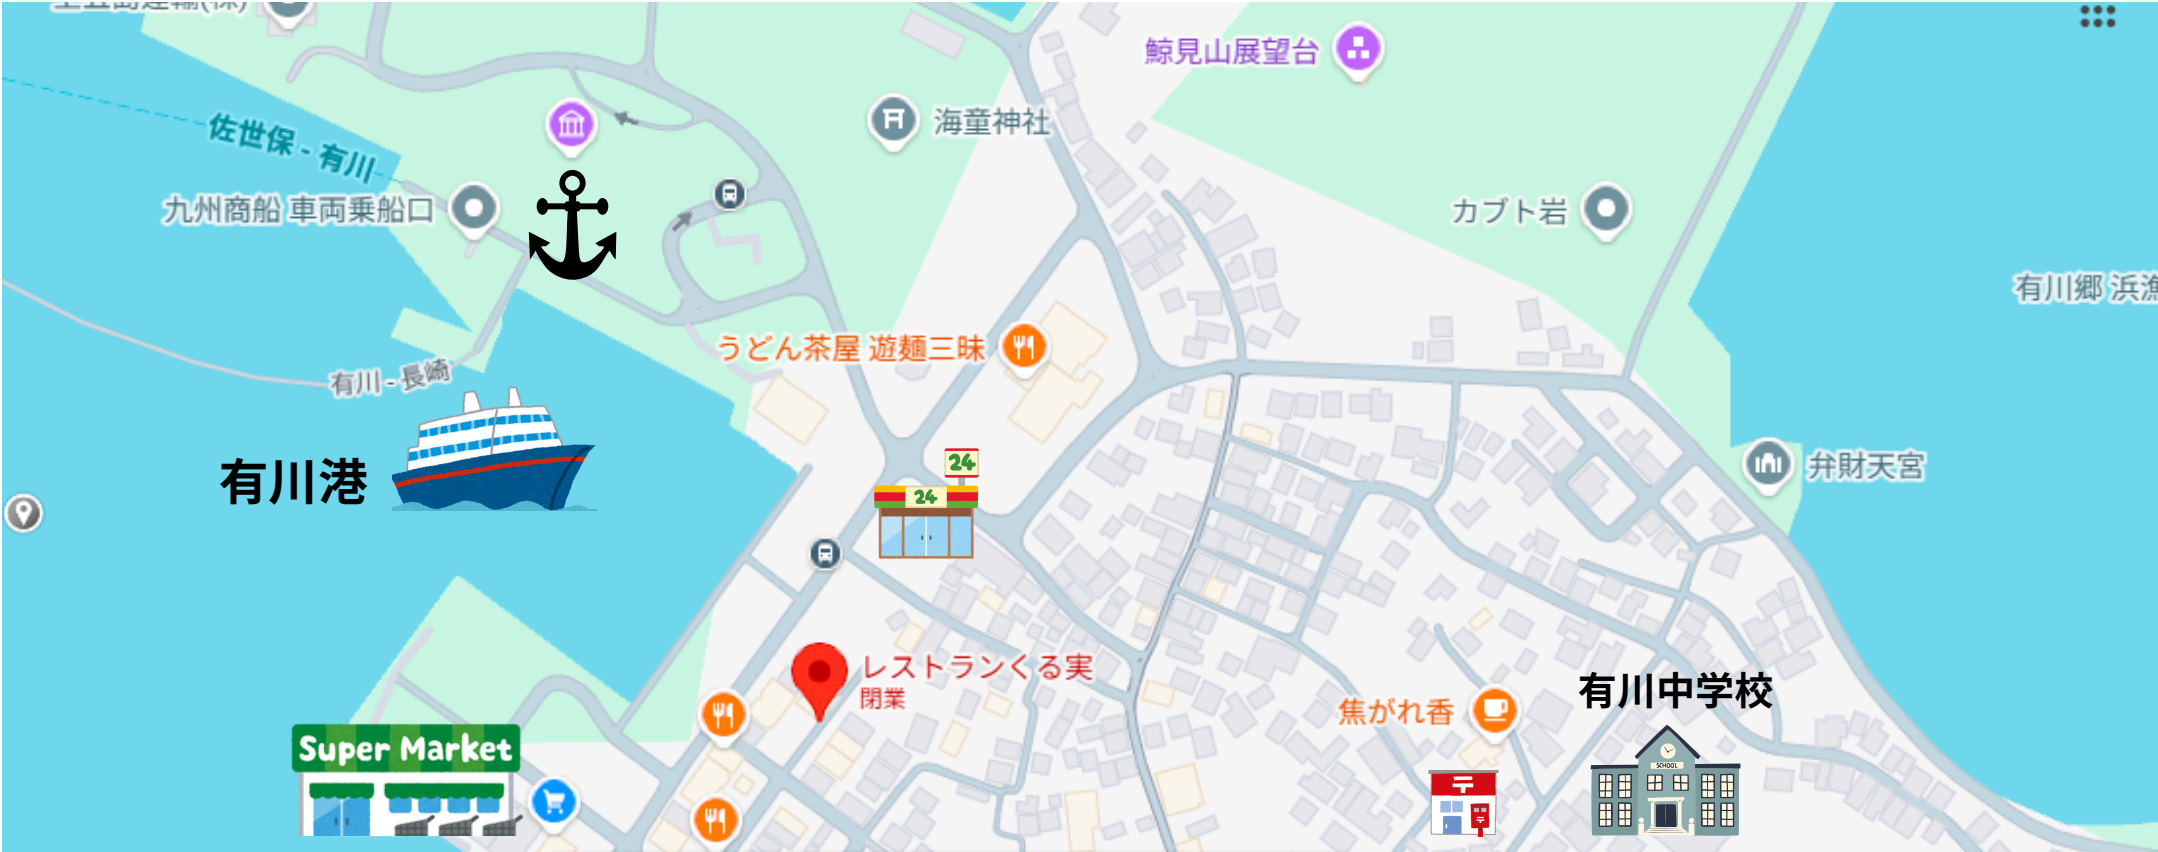 鯨見山展望台
海童神社
佐世保 - 有川
九州商船 車両乗船口
カブト岩
有川郷 浜漁
うどん茶屋 遊麺三昧
有川 - 長崎
有川港
24
24
弁財天宮
レストランくる実
閉業
有川中学校
焦がれ香
Super Market
SCHOOL